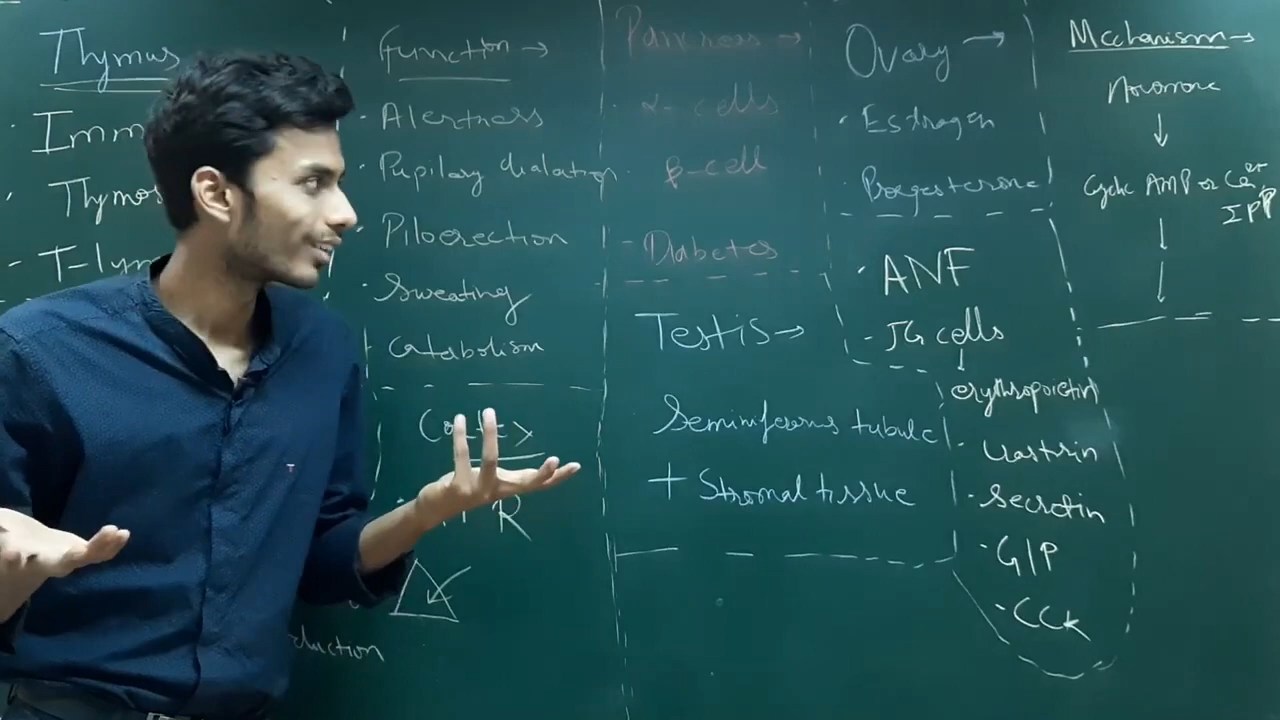 Thymus
Imm
Thymos
- T-lym
duction
Function →
Alertness
Pupilary dialation
Piloerection
Sweating
Catabolism
Cortex
R
Pancreas →
α-cells
β-cell
- Diabetes
Testis →
Seminiferous tubule
+ Stromal tissue
Ovary →
Estrogen
Progesterone
ANF
- JG cells
↓
erythropoietin
Gastrin
Secretin
GIP
CCK
Mechanism →
Hormone
↓
Cyclic AMP or Ca2+
IPP
↓
↓